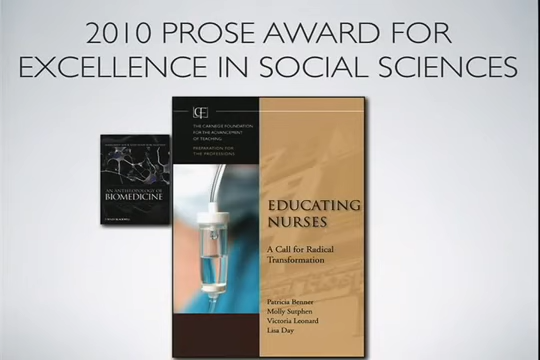 2010 PROSE AWARD FOR
EXCELLENCE IN SOCIAL SCIENCES
THE CARNEGIE FOUNDATION
FOR THE ADVANCEMENT
OF TEACHING
PREPARATION FOR
THE PROFESSIONS
AN ANTHROPOLOGY OF
BIOMEDICINE
EDUCATING
NURSES
A Call for Radical
Transformation
Patricia Benner
Molly Sutphen
Victoria Leonard
Lisa Day